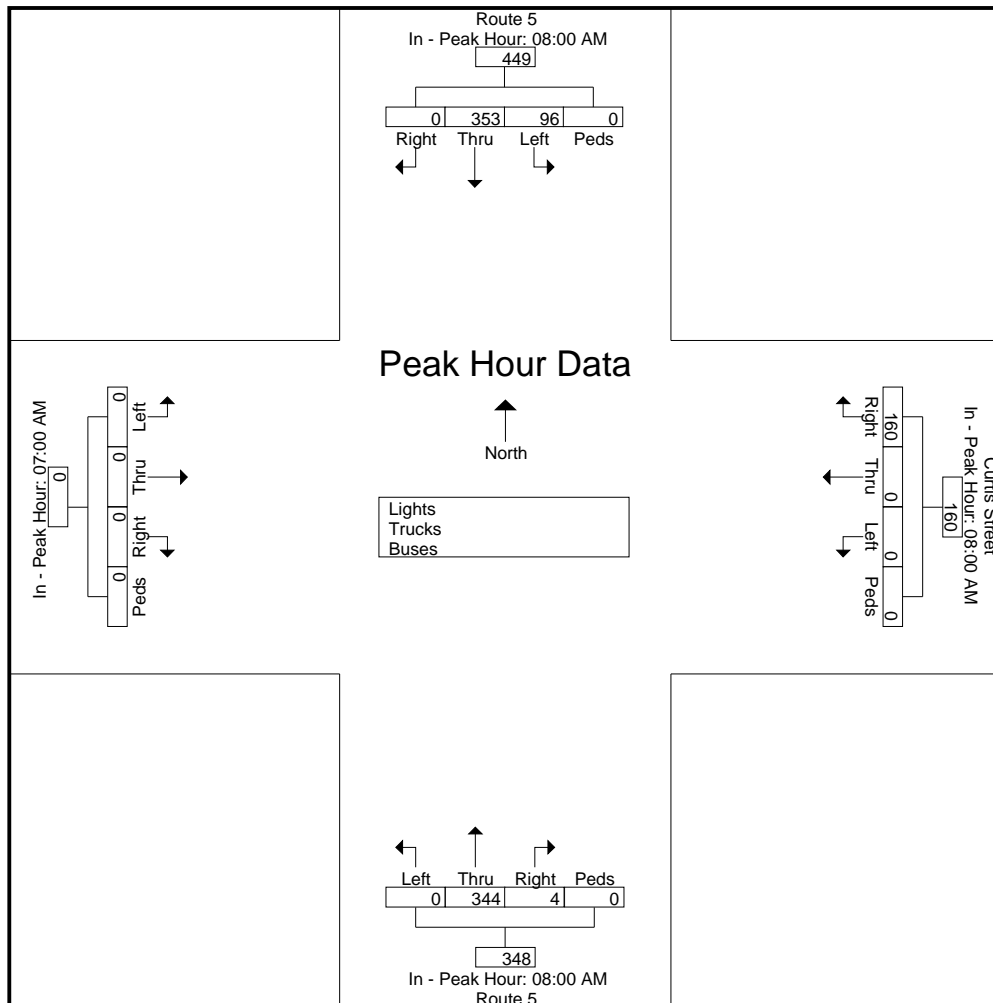 Route 5
In - Peak Hour: 08:00 AM
449
0 353 96 0
Right Thru Left Peds
Peak Hour Data
North
Lights
Trucks
Buses
In - Peak Hour: 07:00 AM
0
0 0 0 0
Left Thru Right Peds
Curtis Street
In - Peak Hour: 08:00 AM
160
160 0 0 0
Right Thru Left Peds
Left Thru Right Peds
0 344 4 0
348
In - Peak Hour: 08:00 AM
Route 5